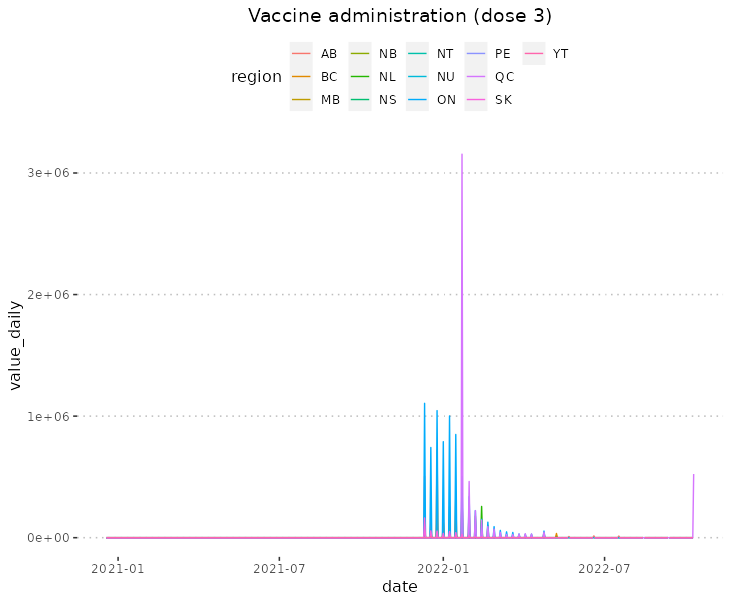 Vaccine administration (dose 3)
region
AB NB NT PE YT
BC NL NU QC
MB NS ON SK
3e+06
2e+06
1e+06
0e+00
value_daily
2021-01 2021-07 2022-01 2022-07
date